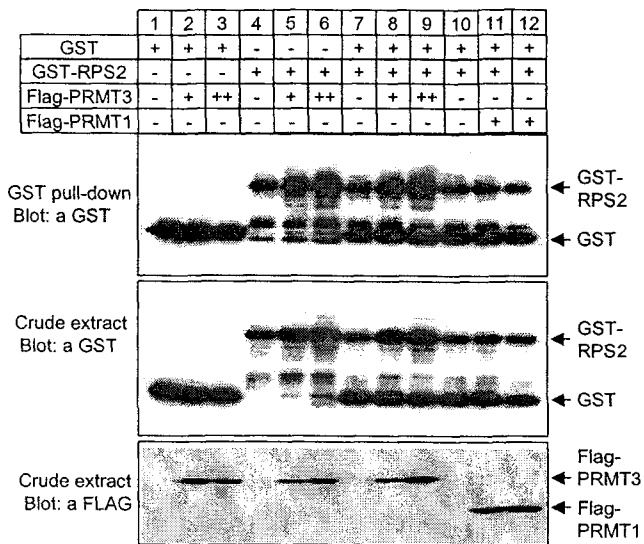 1 2 3 4 5 6 7 8 9 10 11 12
GST + + + - - - + + + + + +
GST-RPS2 - - - + + + + + + + + +
Flag-PRMT3 - + ++ - + ++ - + ++ - - -
Flag-PRMT1 - - - - - - - - - - + +
GST pull-down
Blot: a GST
GST-
RPS2
GST
Crude extract
Blot: a GST
GST-
RPS2
GST
Crude extract
Blot: a FLAG
Flag-
PRMT3
Flag-
PRMT1